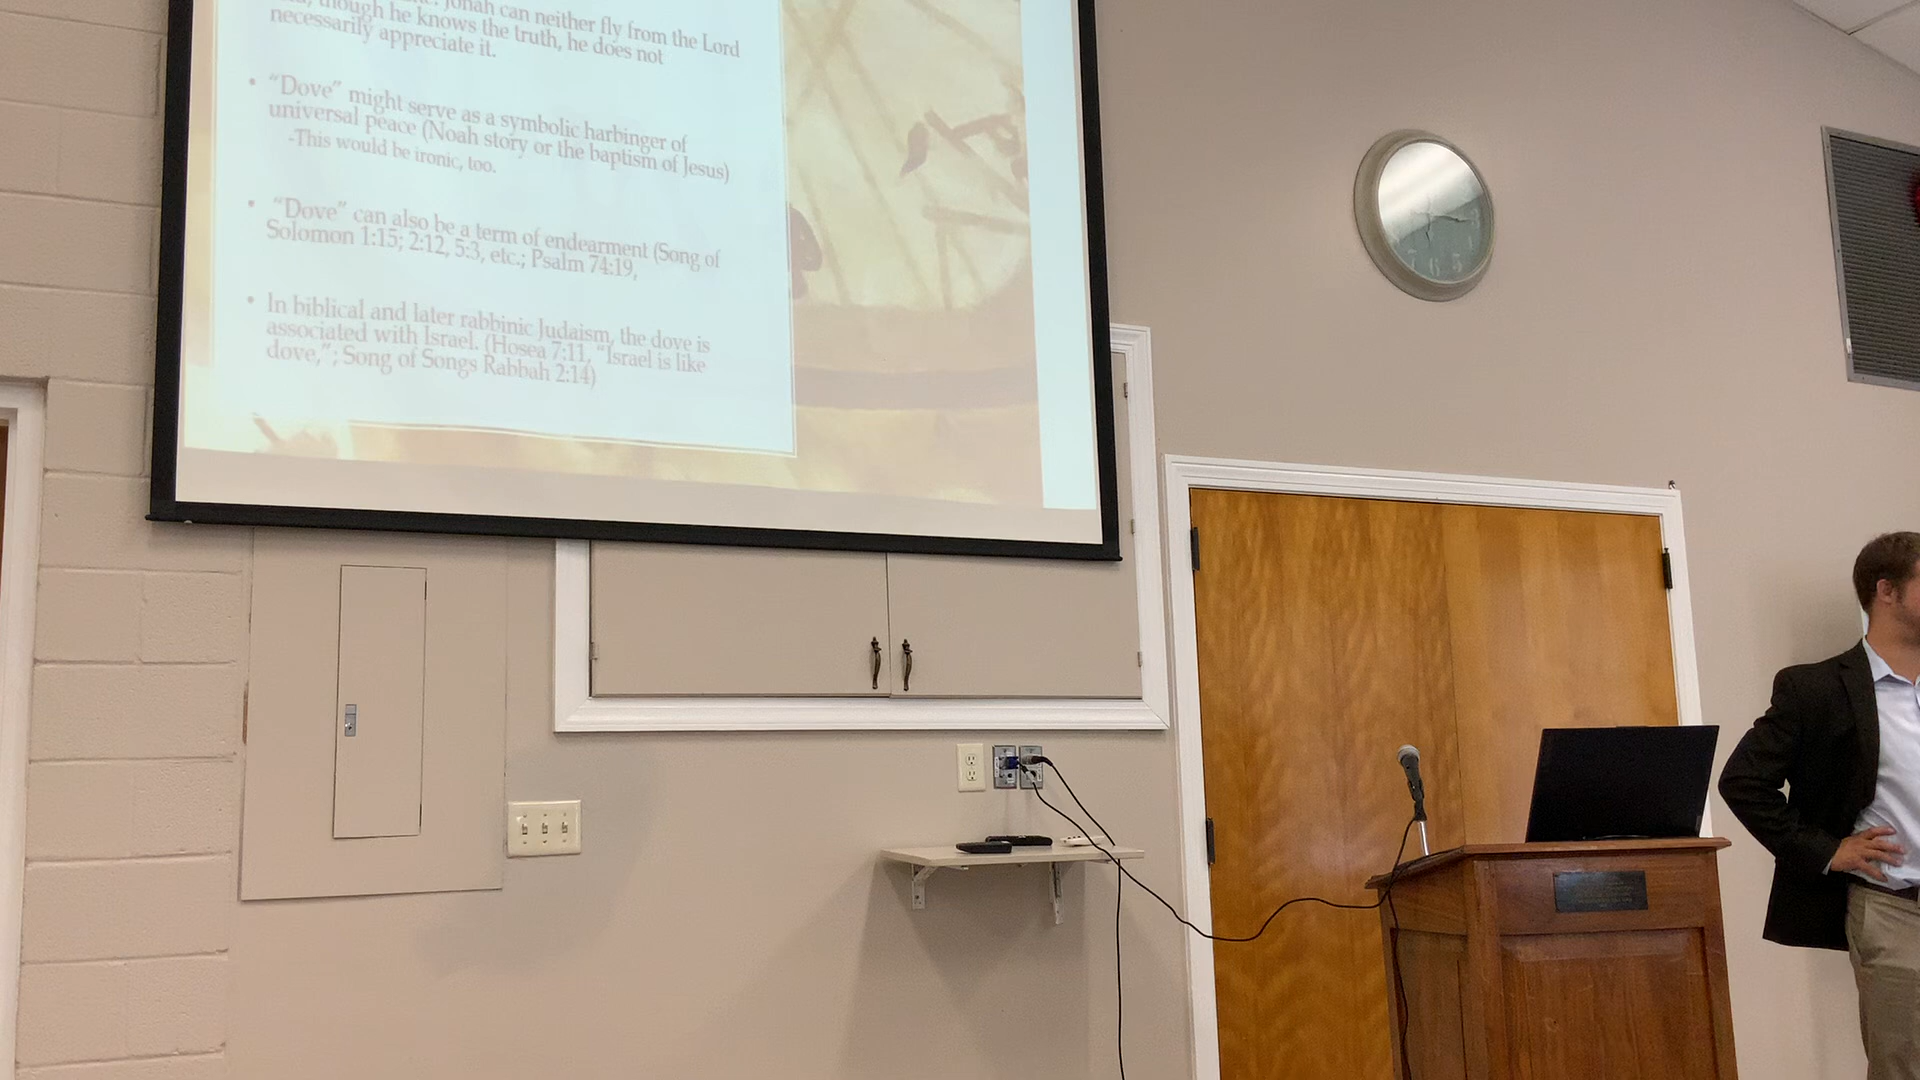 Jonah can neither fly from the Lord
though he knows the truth, he does not
necessarily appreciate it.
• "Dove" might serve as a symbolic harbinger of
universal peace (Noah story or the baptism of Jesus)
-This would be ironic, too.
• "Dove" can also be a term of endearment (Song of
Solomon 1:15; 2:12, 5:3, etc.; Psalm 74:19,
• In biblical and later rabbinic Judaism, the dove is
associated with Israel. (Hosea 7:11, "Israel is like
dove,"; Song of Songs Rabbah 2:14)
7 6 5